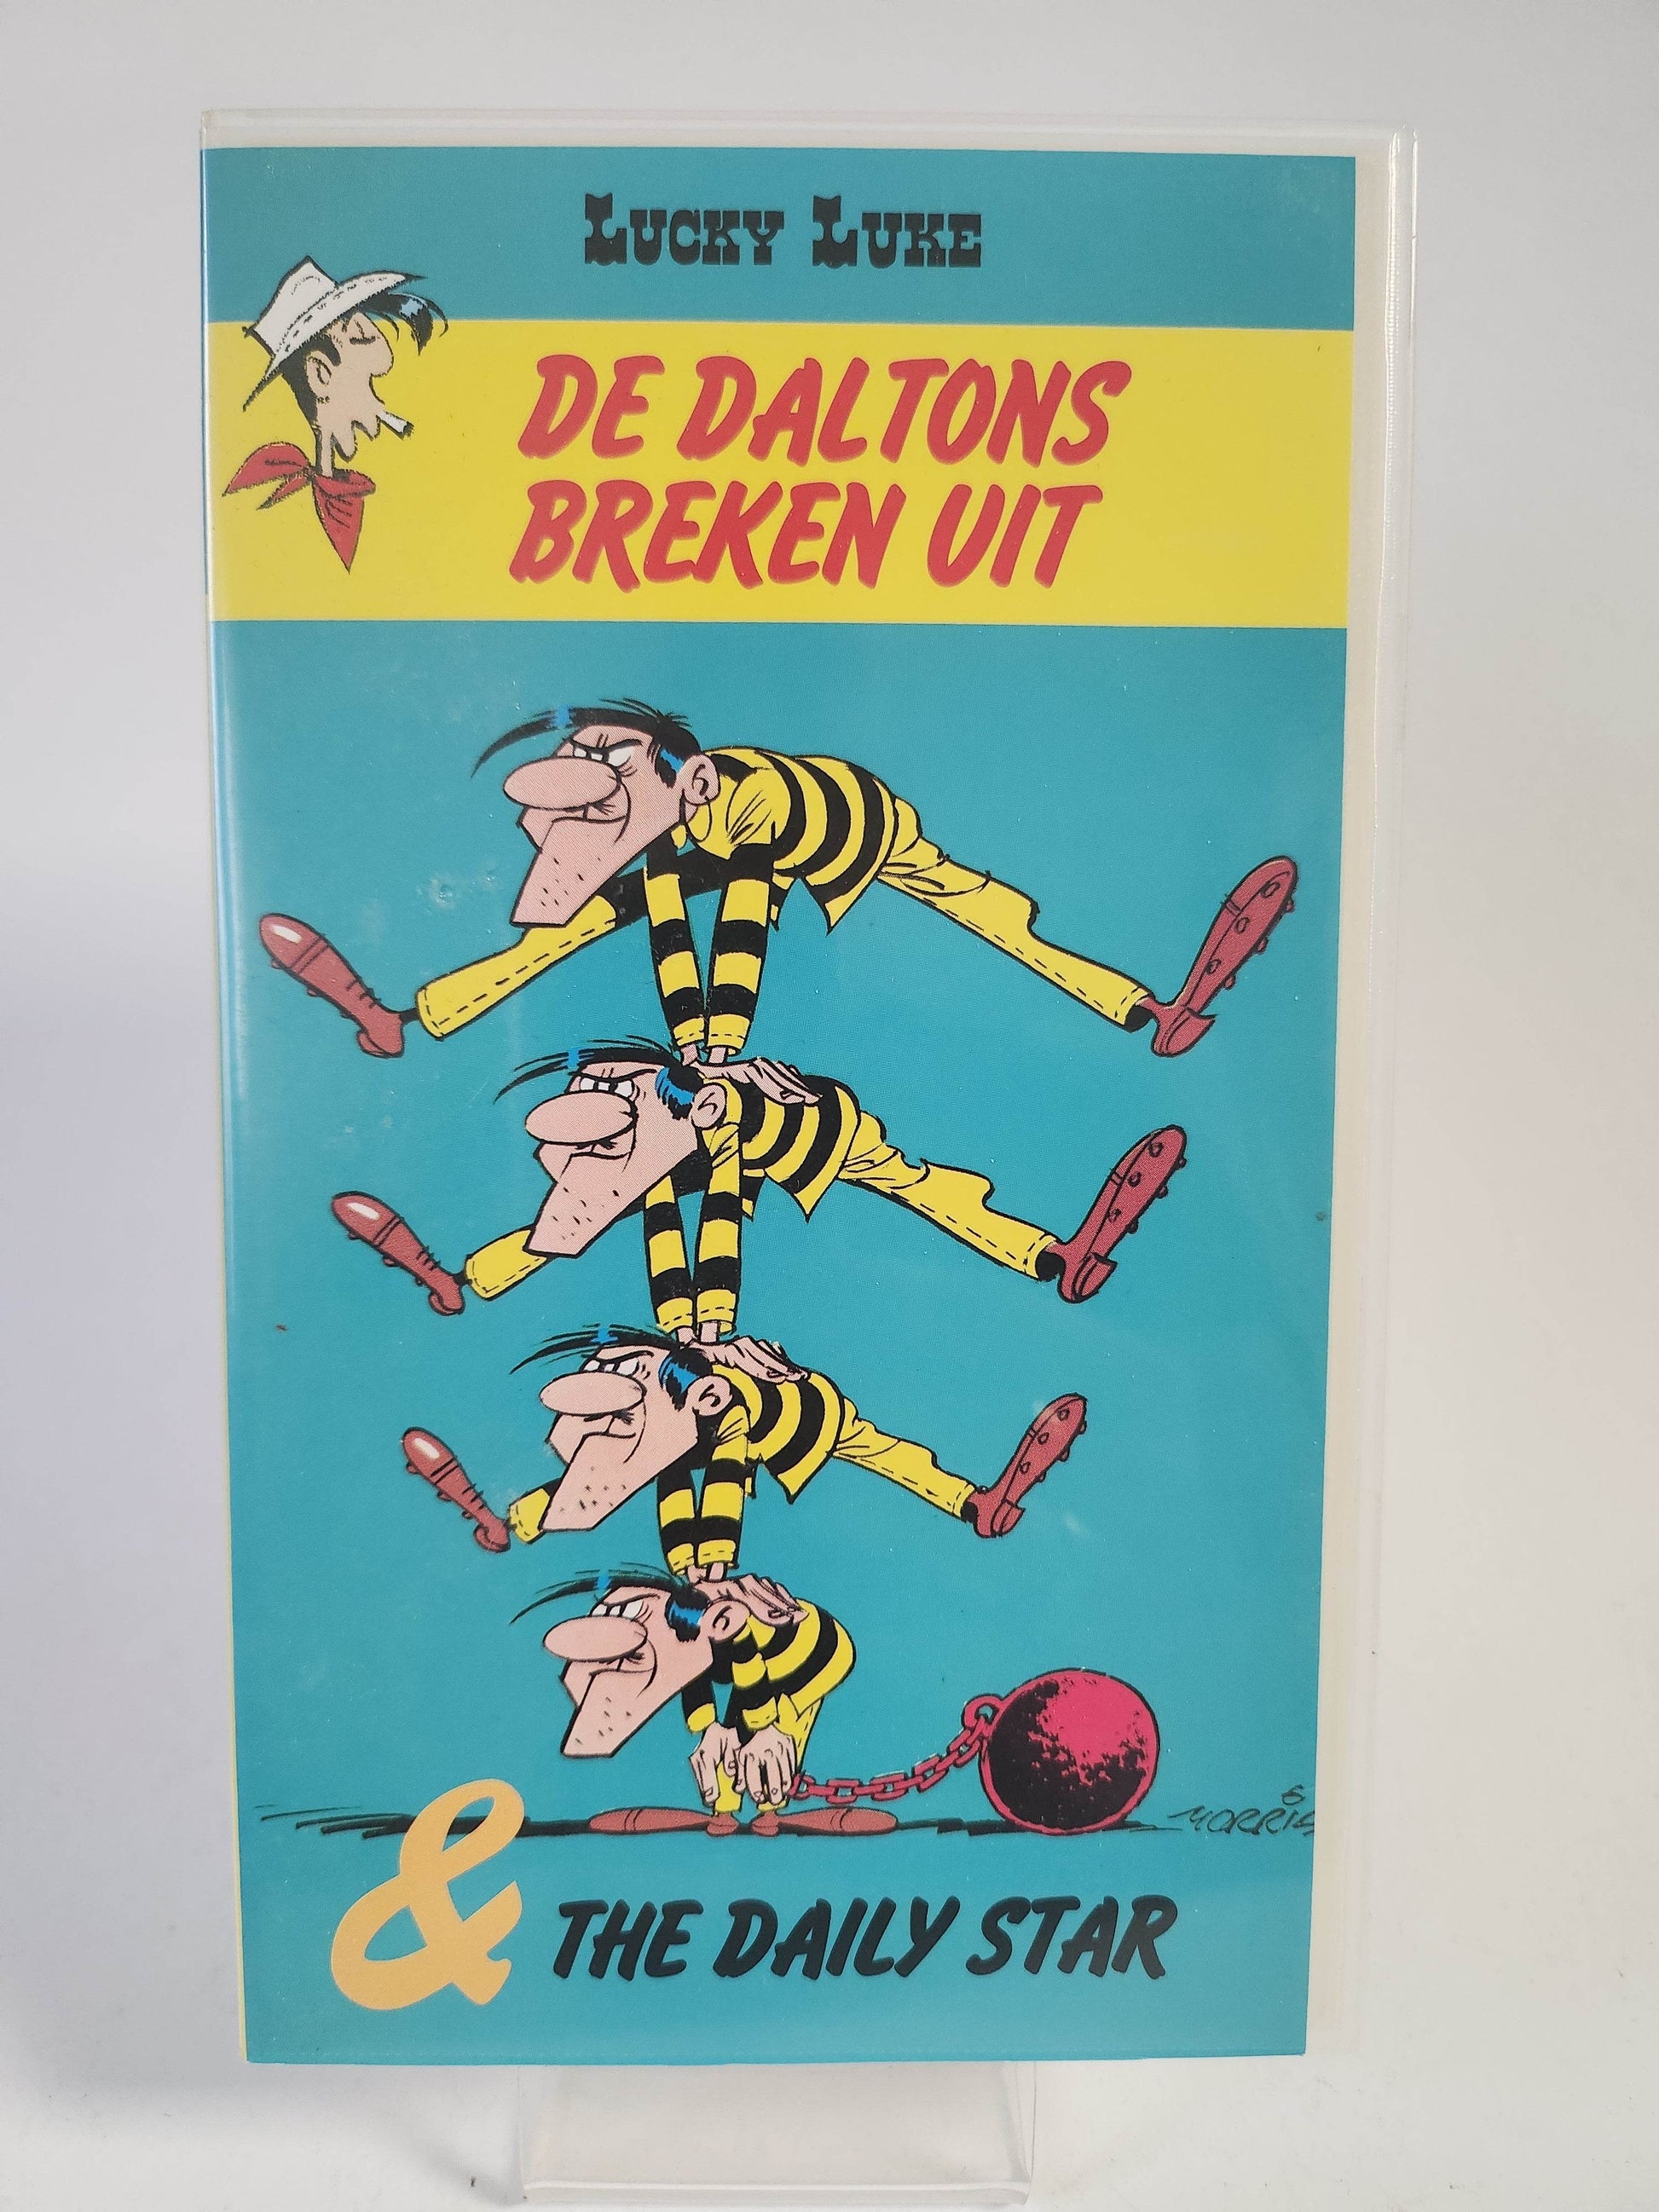 LUCKY LUKE
DE DALTONS
BREKEN UIT
MORRIS
& THE DAILY STAR